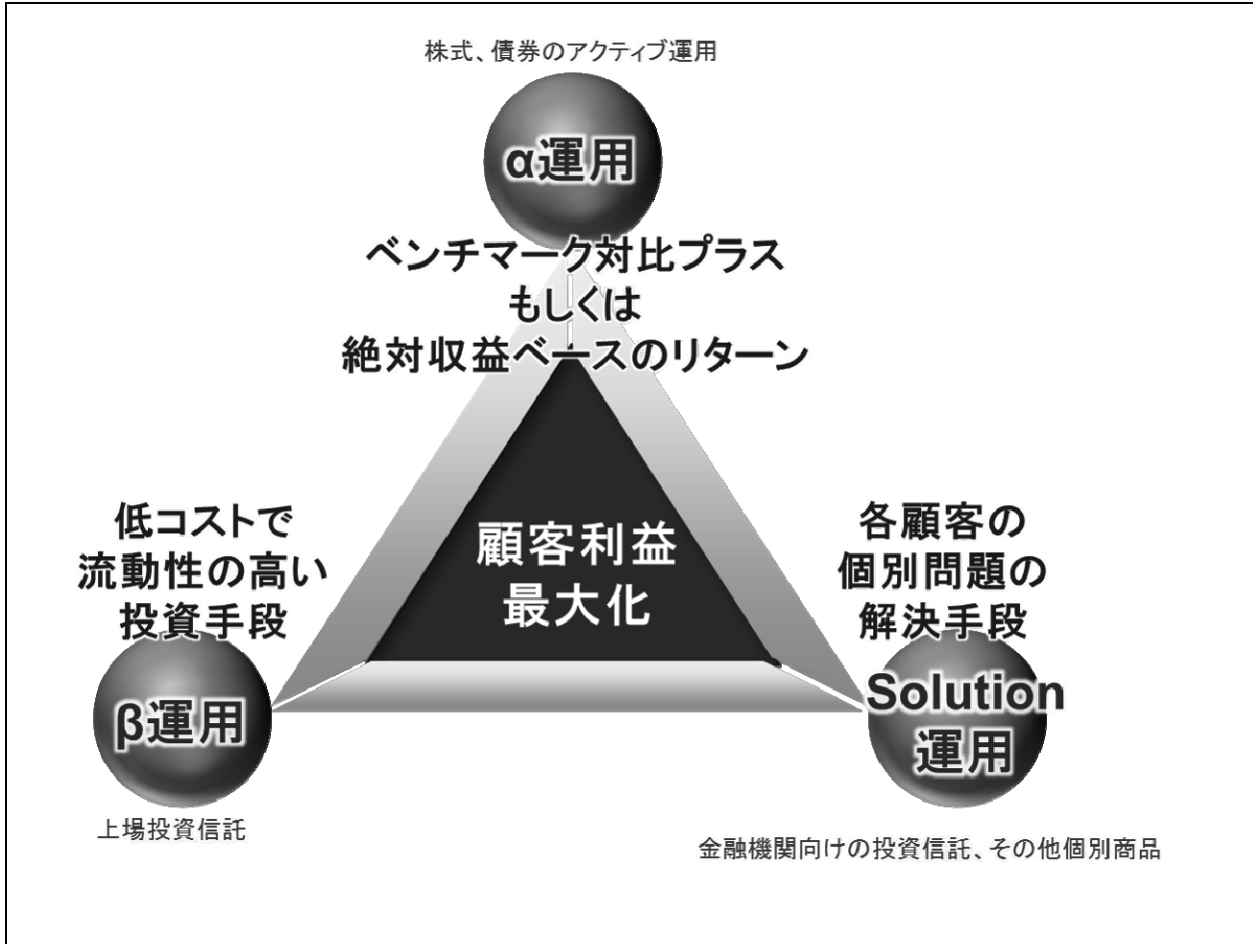 株式、債券のアクティブ運用
α運用
ベンチマーク対比プラス
もしくは
絶対収益ベースのリターン
低コストで
流動性の高い
投資手段
β運用
上場投資信託
顧客利益
最大化
各顧客の
個別問題の
解決手段
Solution
運用
金融機関向けの投資信託、その他個別商品